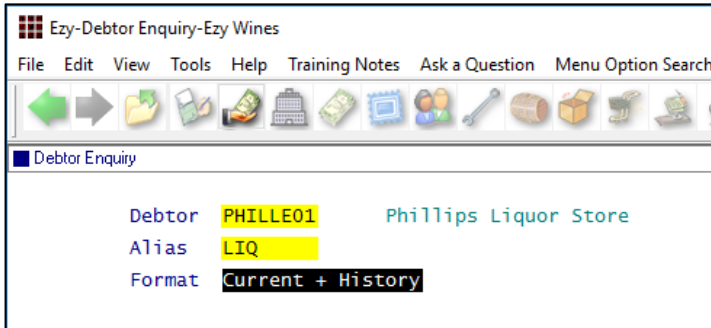 Ezy-Debtor Enquiry-Ezy Wines
File Edit View Tools Help Training Notes Ask a Question Menu Option Search
Debtor Enquiry
Debtor PHILLE01 Phillips Liquor Store
Alias LIQ
Format Current + History